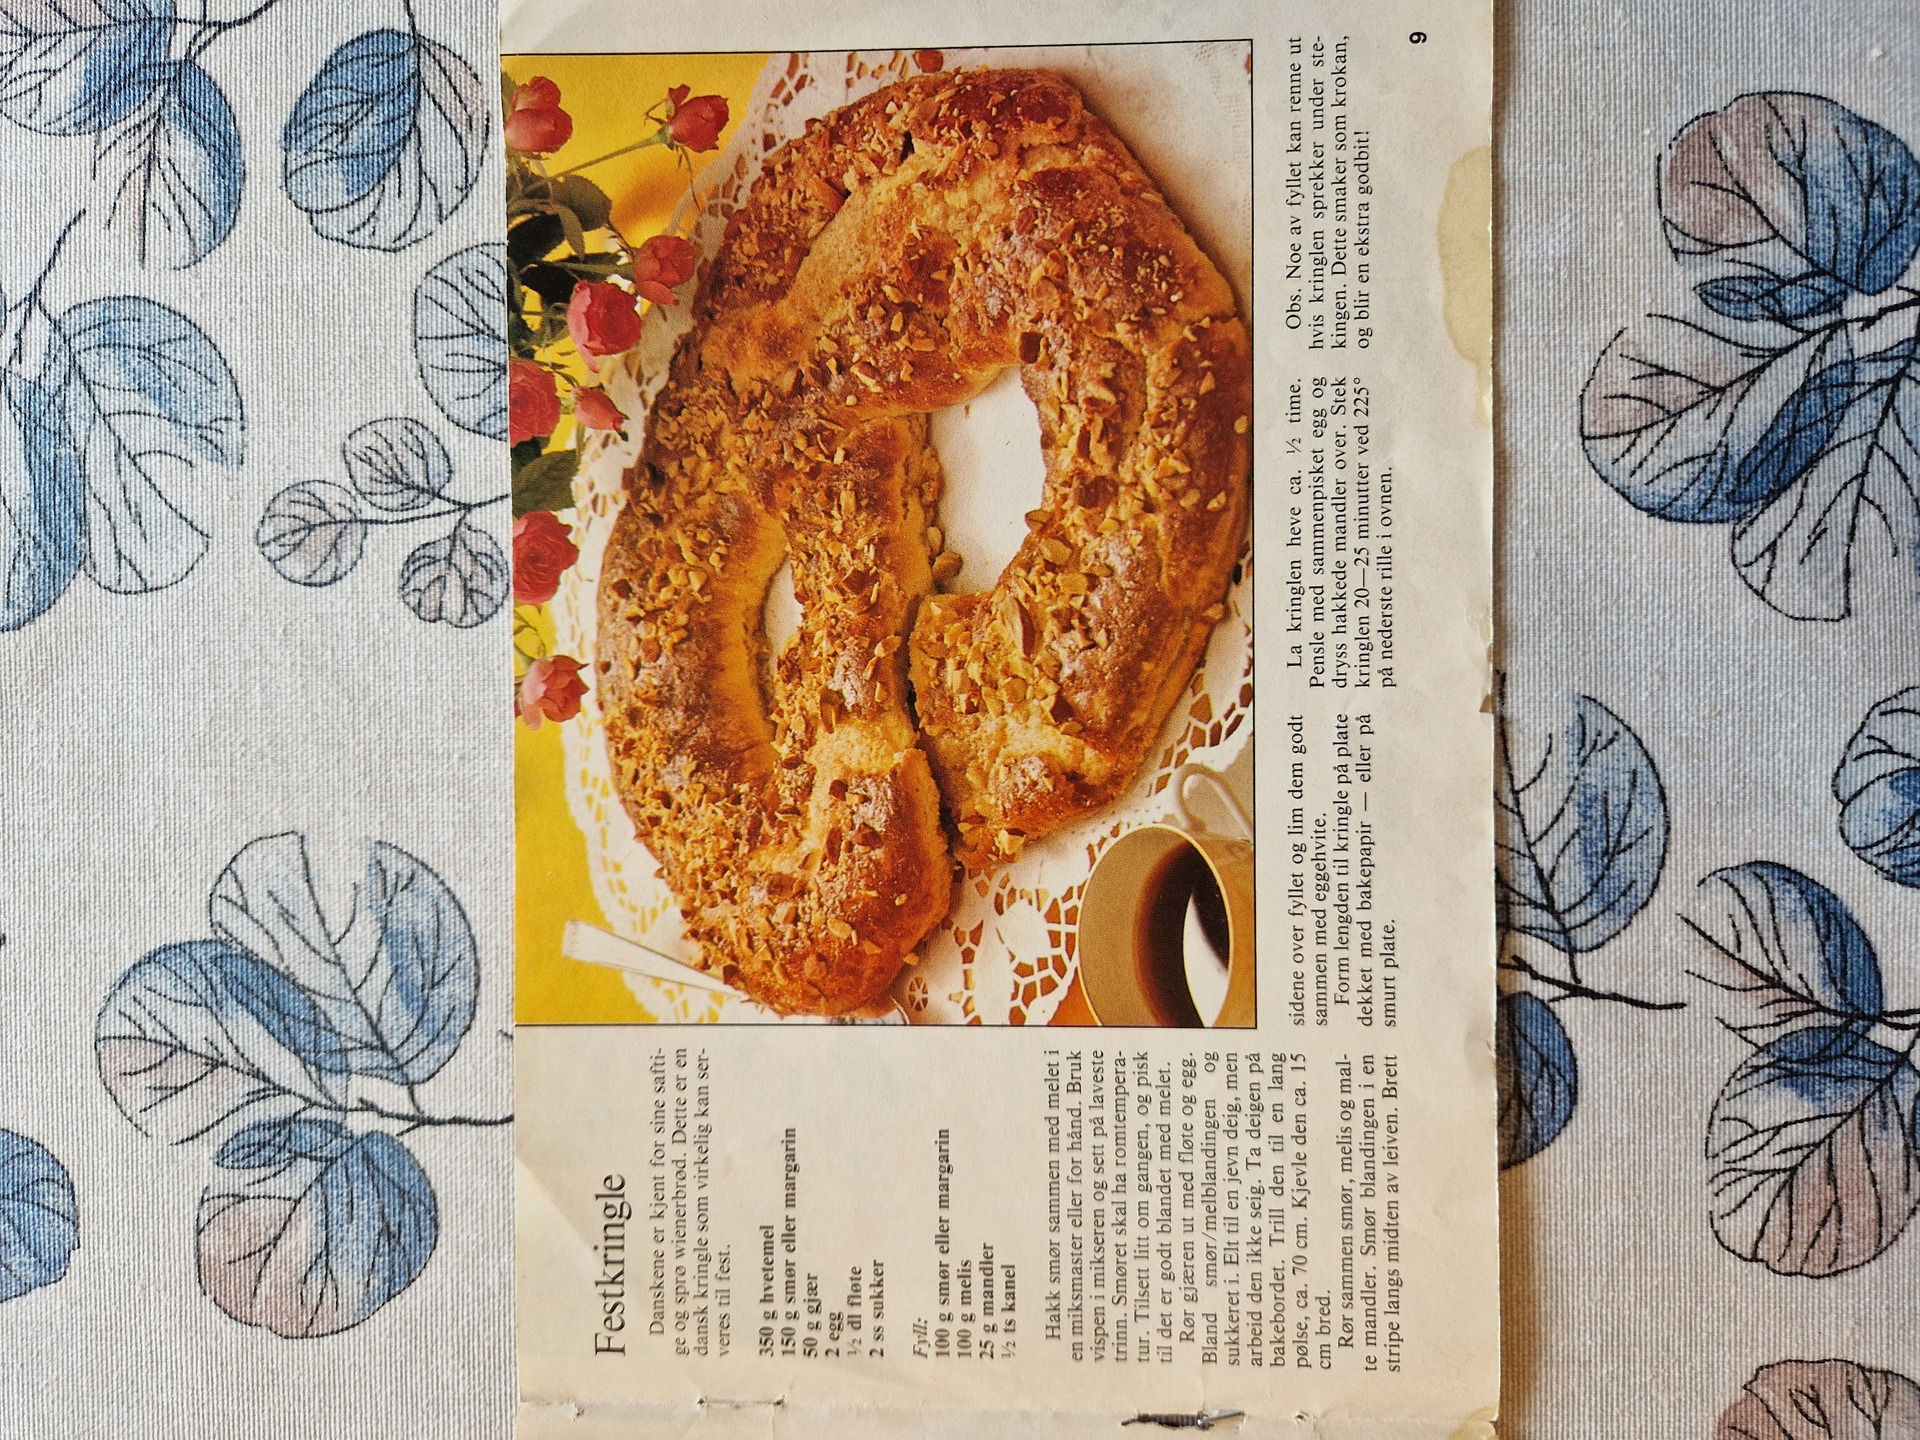 Festkringle
Danskene er kjent for sine safti-
ge og sprø wienerbrød. Dette er en
dansk kringle som virkelig kan ser-
veres til fest.
350 g hvetemel
150 g smør eller margarin
50 g gjær
2 egg
½ dl fløte
2 ss sukker
Fyll:
100 g smør eller margarin
100 g melis
25 g mandler
½ ts kanel
Hakk smør sammen med melet i
en miksmaster eller for hånd. Bruk
vispen i mikseren og sett på laveste
trinn. Smøret skal ha romtempera-
tur. Tilsett litt om gangen, og pisk
til det er godt blandet med melet.
Rør gjæren ut med fløte og egg.
Bland smør/melblandingen og
sukkeret i. Elt til en jevn deig, men
arbeid den ikke seig. Ta deigen på
bakebordet. Trill den til en lang
pølse, ca. 70 cm. Kjevle den ca. 15
cm bred.
Rør sammen smør, melis og mal-
te mandler. Smør blandingen i en
stripe langs midten av leiven. Brett
sidene over fyllet og lim dem godt
sammen med eggehvite.
Form lengden til kringle på plate
dekket med bakepapir — eller på
smurt plate.
La kringlen heve ca. ½ time.
Pensle med sammenpisket egg og
dryss hakkede mandler over. Stek
kringlen 20—25 minutter ved 225°
på nederste rille i ovnen.
Obs. Noe av fyllet kan renne ut
hvis kringlen sprekker under ste-
kingen. Dette smaker som krokan,
og blir en ekstra godbit!
9